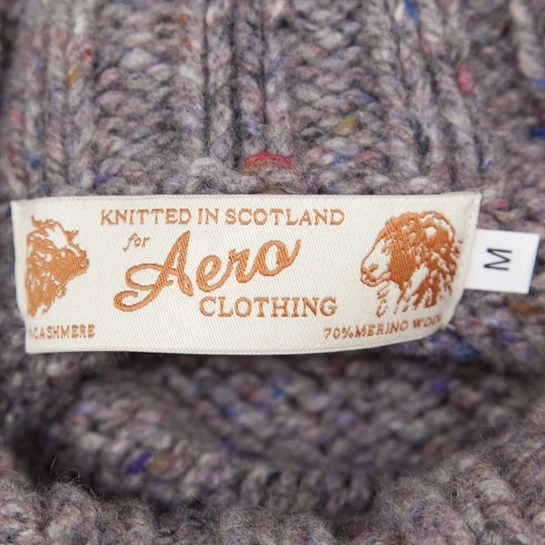 KNITTED IN SCOTLAND
for
Aero
CLOTHING
CASHMERE
70% MERINO WOOL
M